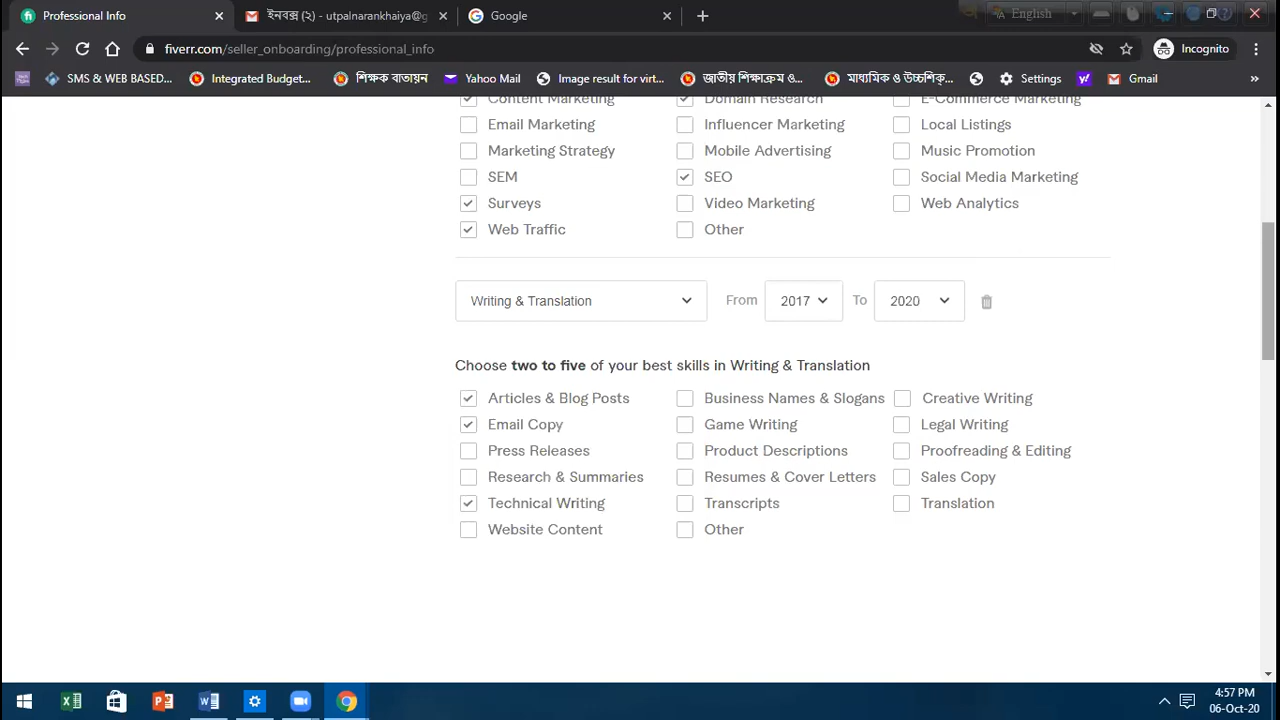 Professional Info
ইনবক্স (২) - utpalnarankhaiya@g
Google
English
fiverr.com/seller_onboarding/professional_info
Incognito
SMS & WEB BASED...
Integrated Budget...
শিক্ষক বাতায়ন
Yahoo Mail
Image result for virt...
জাতীয় শিক্ষাক্রম ও...
মাধ্যমিক ও উচ্চশিক্...
Settings
Gmail
»
Content Marketing Domain Research E-Commerce Marketing
Email Marketing Influencer Marketing Local Listings
Marketing Strategy Mobile Advertising Music Promotion
SEM SEO Social Media Marketing
Surveys Video Marketing Web Analytics
Web Traffic Other
Writing & Translation From 2017 To 2020
Choose two to five of your best skills in Writing & Translation
Articles & Blog Posts Business Names & Slogans Creative Writing
Email Copy Game Writing Legal Writing
Press Releases Product Descriptions Proofreading & Editing
Research & Summaries Resumes & Cover Letters Sales Copy
Technical Writing Transcripts Translation
Website Content Other
4:57 PM
06-Oct-20